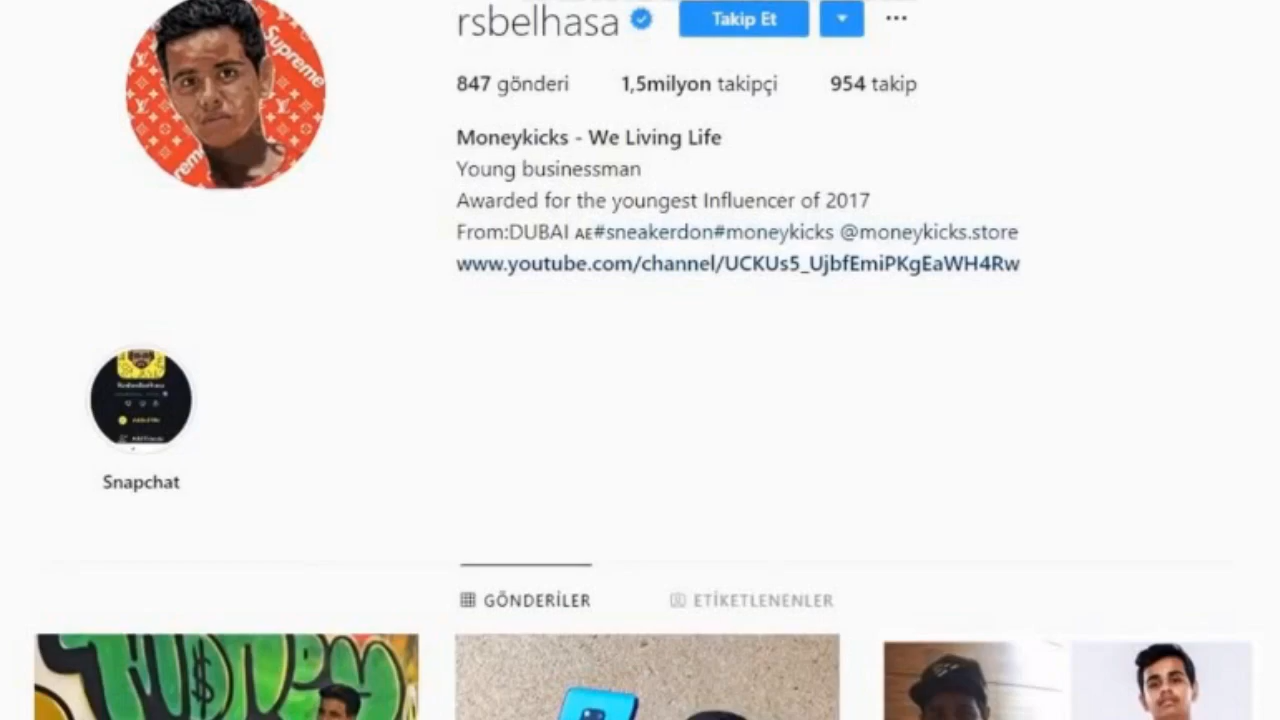 rsbelhasa Takip Et
847 gönderi 1,5milyon takipçi 954 takip
Moneykicks - We Living Life
Young businessman
Awarded for the youngest Influencer of 2017
From:DUBAI AE#sneakerdon#moneykicks @moneykicks.store
www.youtube.com/channel/UCKUs5_UjbfEmiPKgEaWH4Rw
Supreme
Snapchat
GÖNDERİLER ETİKETLENENLER